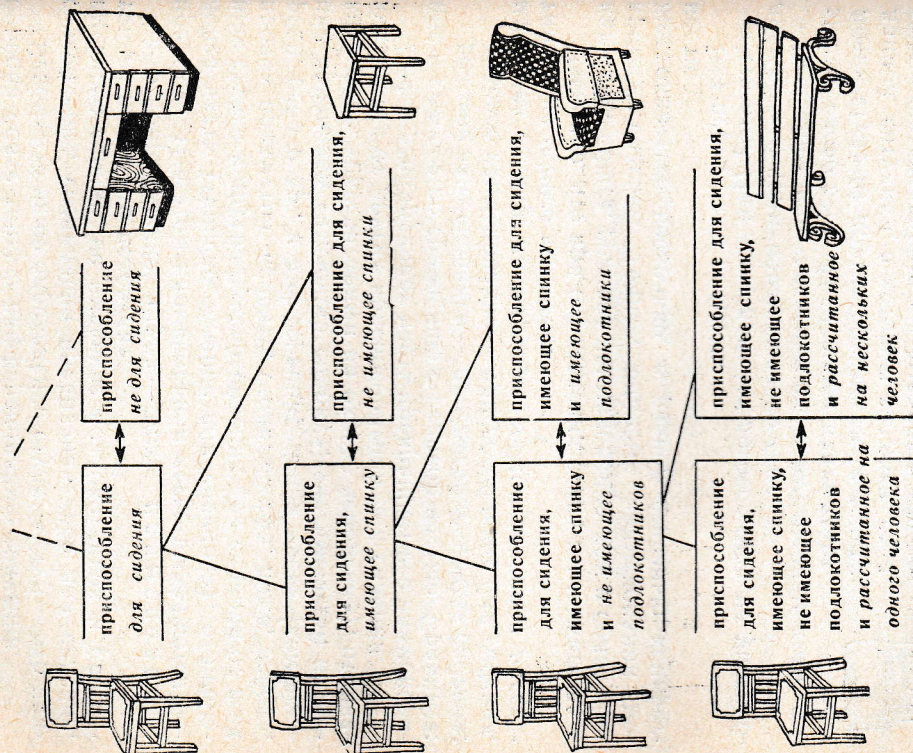 приспособление
для сидения
приспособление
не для сидения
приспособление
для сидения,
имеющее спинку
приспособление для сидения,
не имеющее спинки
приспособление
для сидения,
имеющее спинку
и не имеющее
подлокотников
приспособление для сидения,
имеющее спинку
и имеющее
подлокотники
приспособление
для сидения,
имеющее спинку,
не имеющее
подлокотников
и рассчитанное на
одного человека
приспособление для сидения,
имеющее спинку,
не имеющее
подлокотников
и рассчитанное
на нескольких
человек